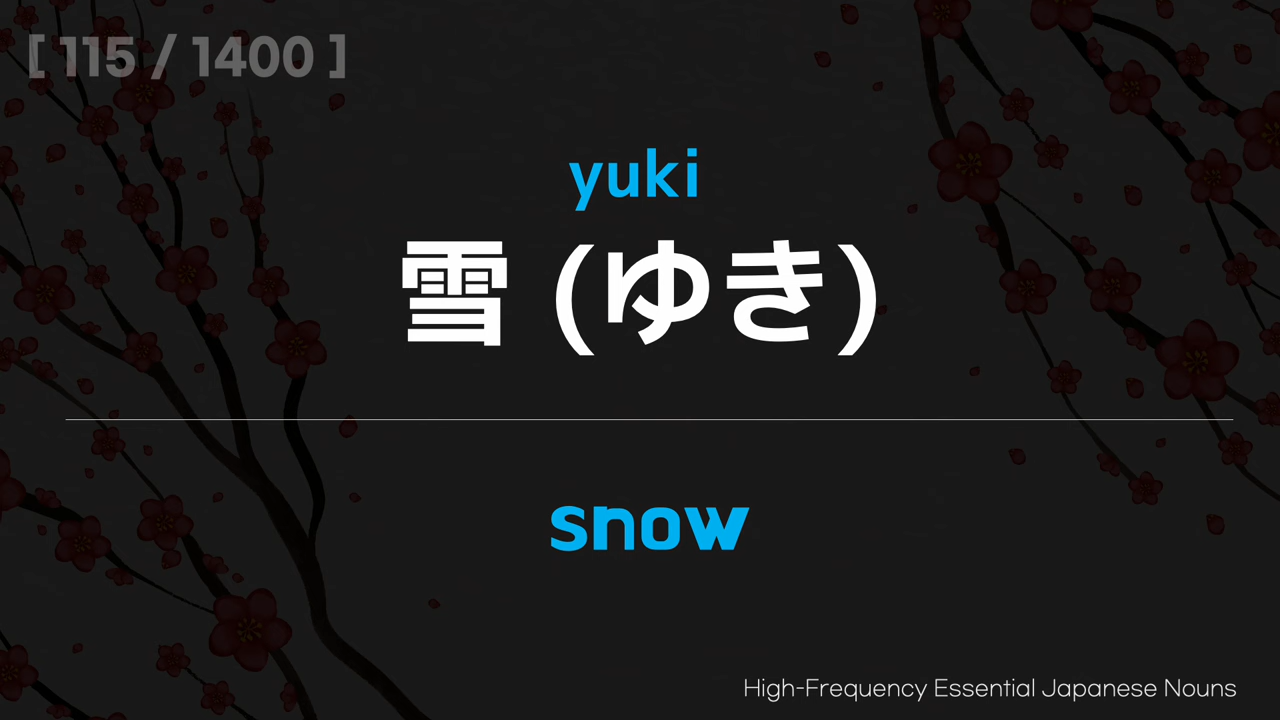 [ 115 / 1400 ]
yuki
雪 (ゆき)
snow
High-Frequency Essential Japanese Nouns